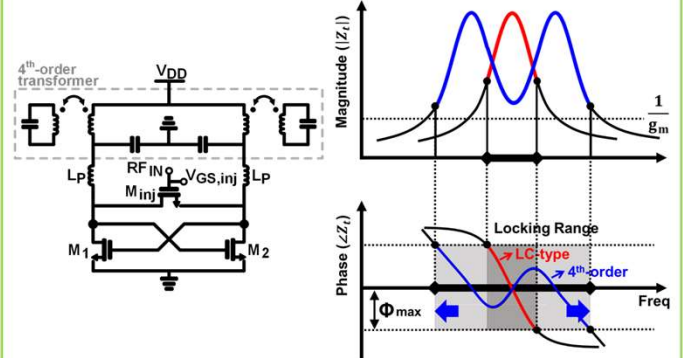 4th-order
transformer
VDD
LP
RFIN
VGS,inj
LP
Minj
M1
M2
Magnitude (|Zt|)
1
gm
Phase (∠Zt)
Locking Range
LC-type
4th-order
Freq
Φmax